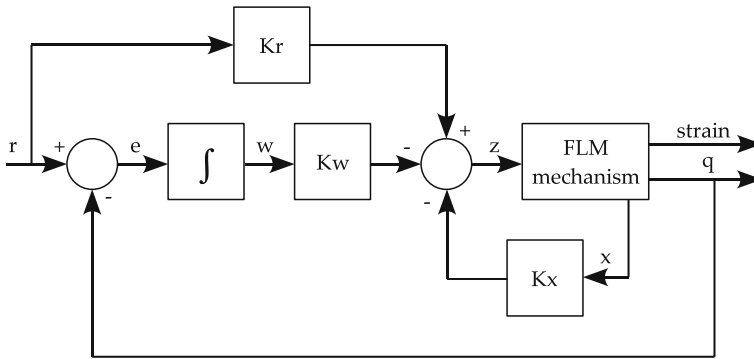 Kr
r
+
e
∫
w
Kw
-
+
z
FLM
mechanism
strain
q
-
-
x
Kx